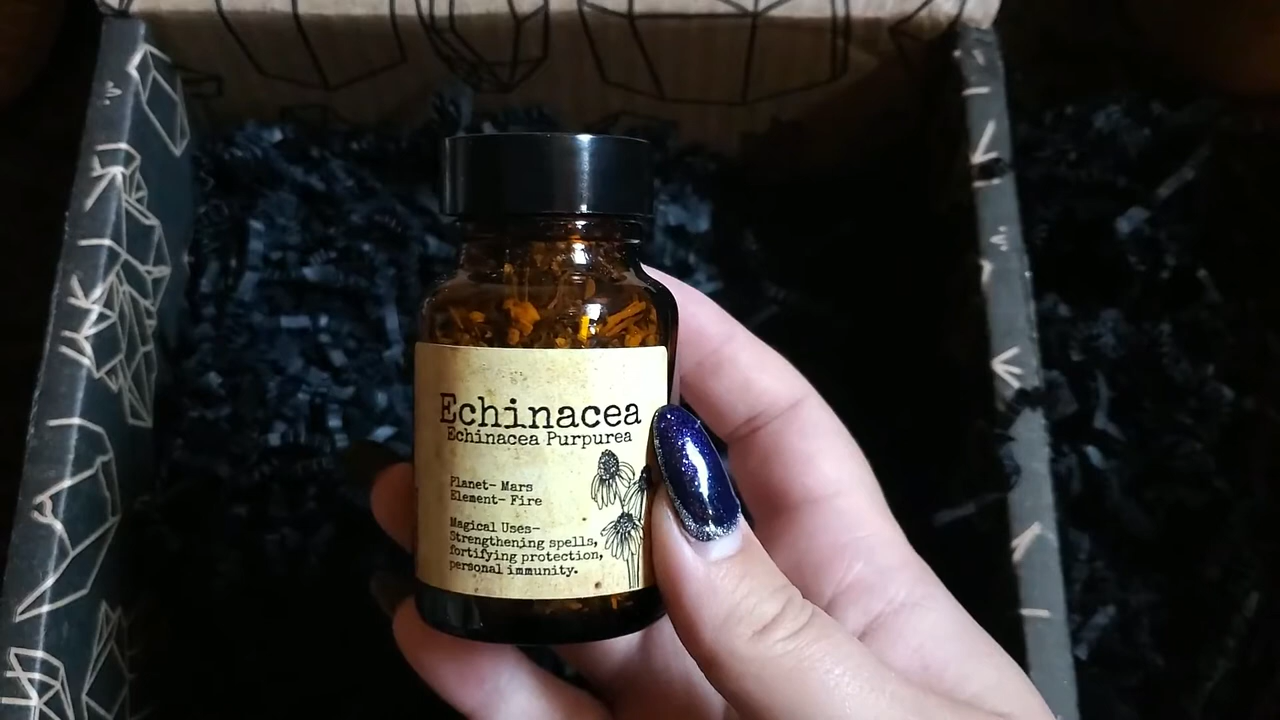 Echinacea
Echinacea Purpurea
Planet- Mars
Element- Fire
Magical Uses-
Strengthening spells,
fortifying protection,
personal immunity.